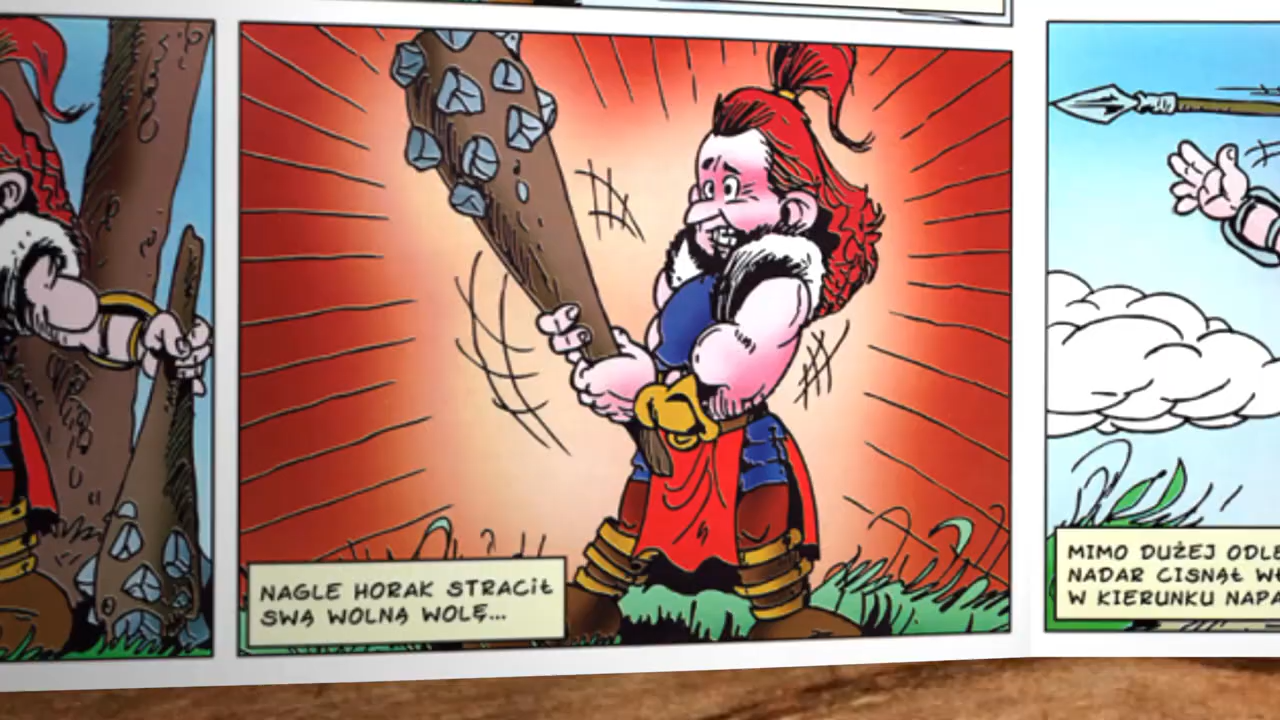 NAGLE HORAK STRACIŁ
SWĄ WOLNĄ WOLĘ...
MIMO DUŻEJ
NADAR CISNĄŁ
W KIERUNKU